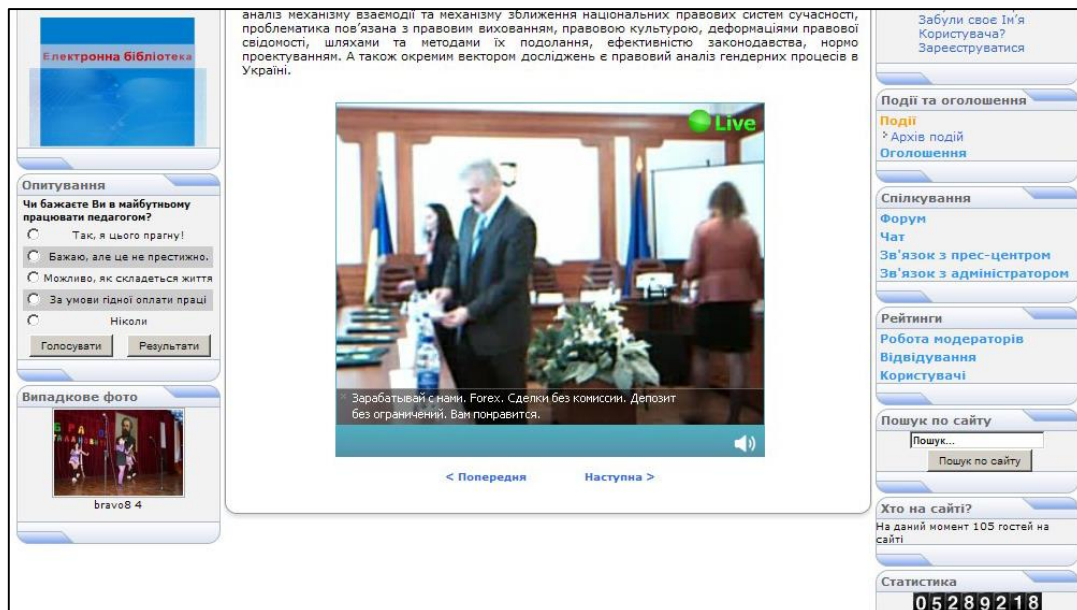 Електронна бібліотека
Опитування
Чи бажаєте Ви в майбутньому
працювати педагогом?
Так, я цього прагну!
Бажаю, але це не престижно.
Можливо, як складеться життя
За умови гідної оплати праці
Ніколи
Голосувати Результати
Випадкове фото
bravo8 4
аналіз механізму взаємодії та механізму зближення національних правових систем сучасності,
проблематика пов'язана з правовим вихованням, правовою культурою, деформаціями правової
свідомості, шляхами та методами їх подолання, ефективністю законодавства, нормо
проектуванням. А також окремим вектором досліджень є правовий аналіз гендерних процесів в
Україні.
Live
Зарабатывай с нами. Forex. Сделки без комиссии. Депозит
без ограничений. Вам понравится.
< Попередня Наступна >
Забули своє Ім'я
Користувача?
Зареєструватися
Події та оголошення
Події
Архів подій
Оголошення
Спілкування
Форум
Чат
Зв'язок з прес-центром
Зв'язок з адміністратором
Рейтинги
Робота модераторів
Відвідування
Користувачі
Пошук по сайту
Пошук...
Пошук по сайту
Хто на сайті?
На даний момент 105 гостей на
сайті
Статистика
05289218